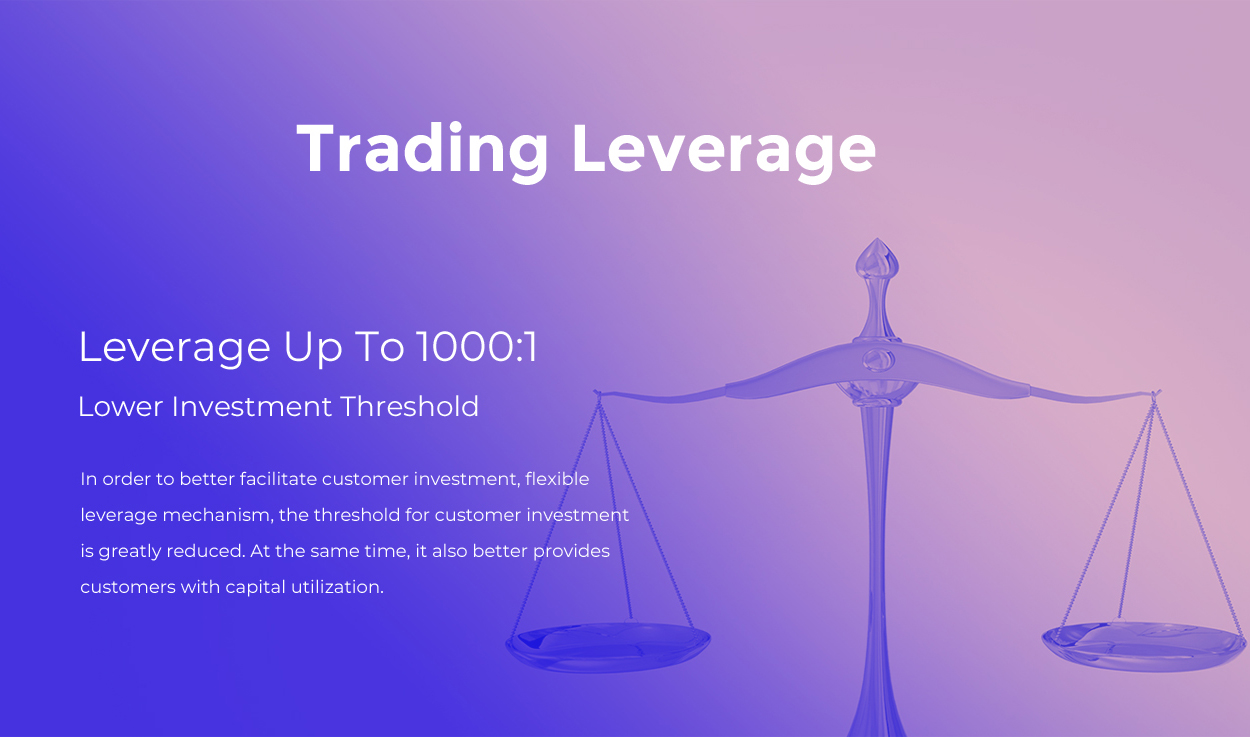 Trading Leverage
Leverage Up To 1000:1
Lower Investment Threshold
In order to better facilitate customer investment, flexible
leverage mechanism, the threshold for customer investment
is greatly reduced. At the same time, it also better provides
customers with capital utilization.